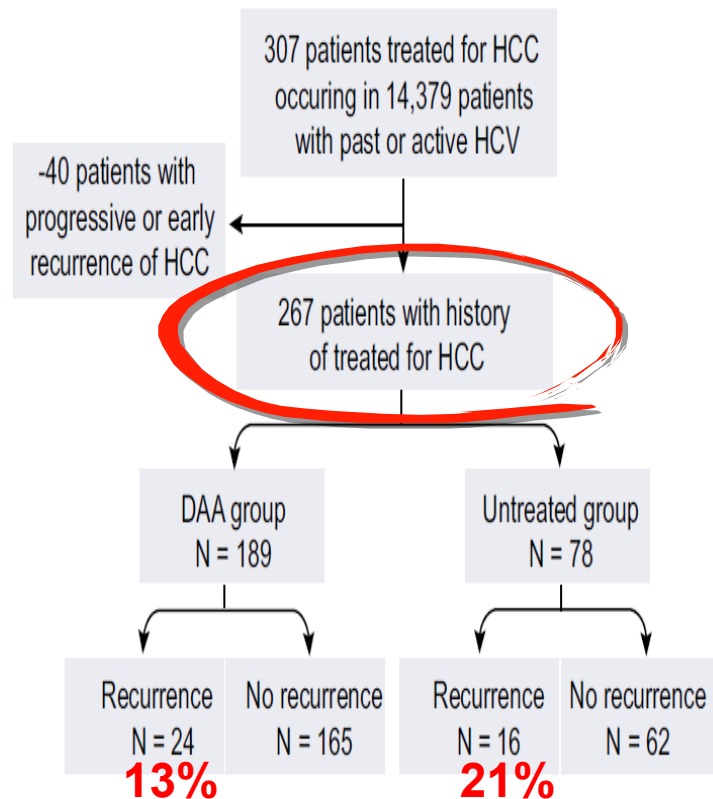 307 patients treated for HCC
occuring in 14,379 patients
with past or active HCV
-40 patients with
progressive or early
recurrence of HCC
267 patients with history
of treated for HCC
DAA group
N = 189
Untreated group
N = 78
Recurrence
N = 24
13%
No recurrence
N = 165
Recurrence
N = 16
21%
No recurrence
N = 62